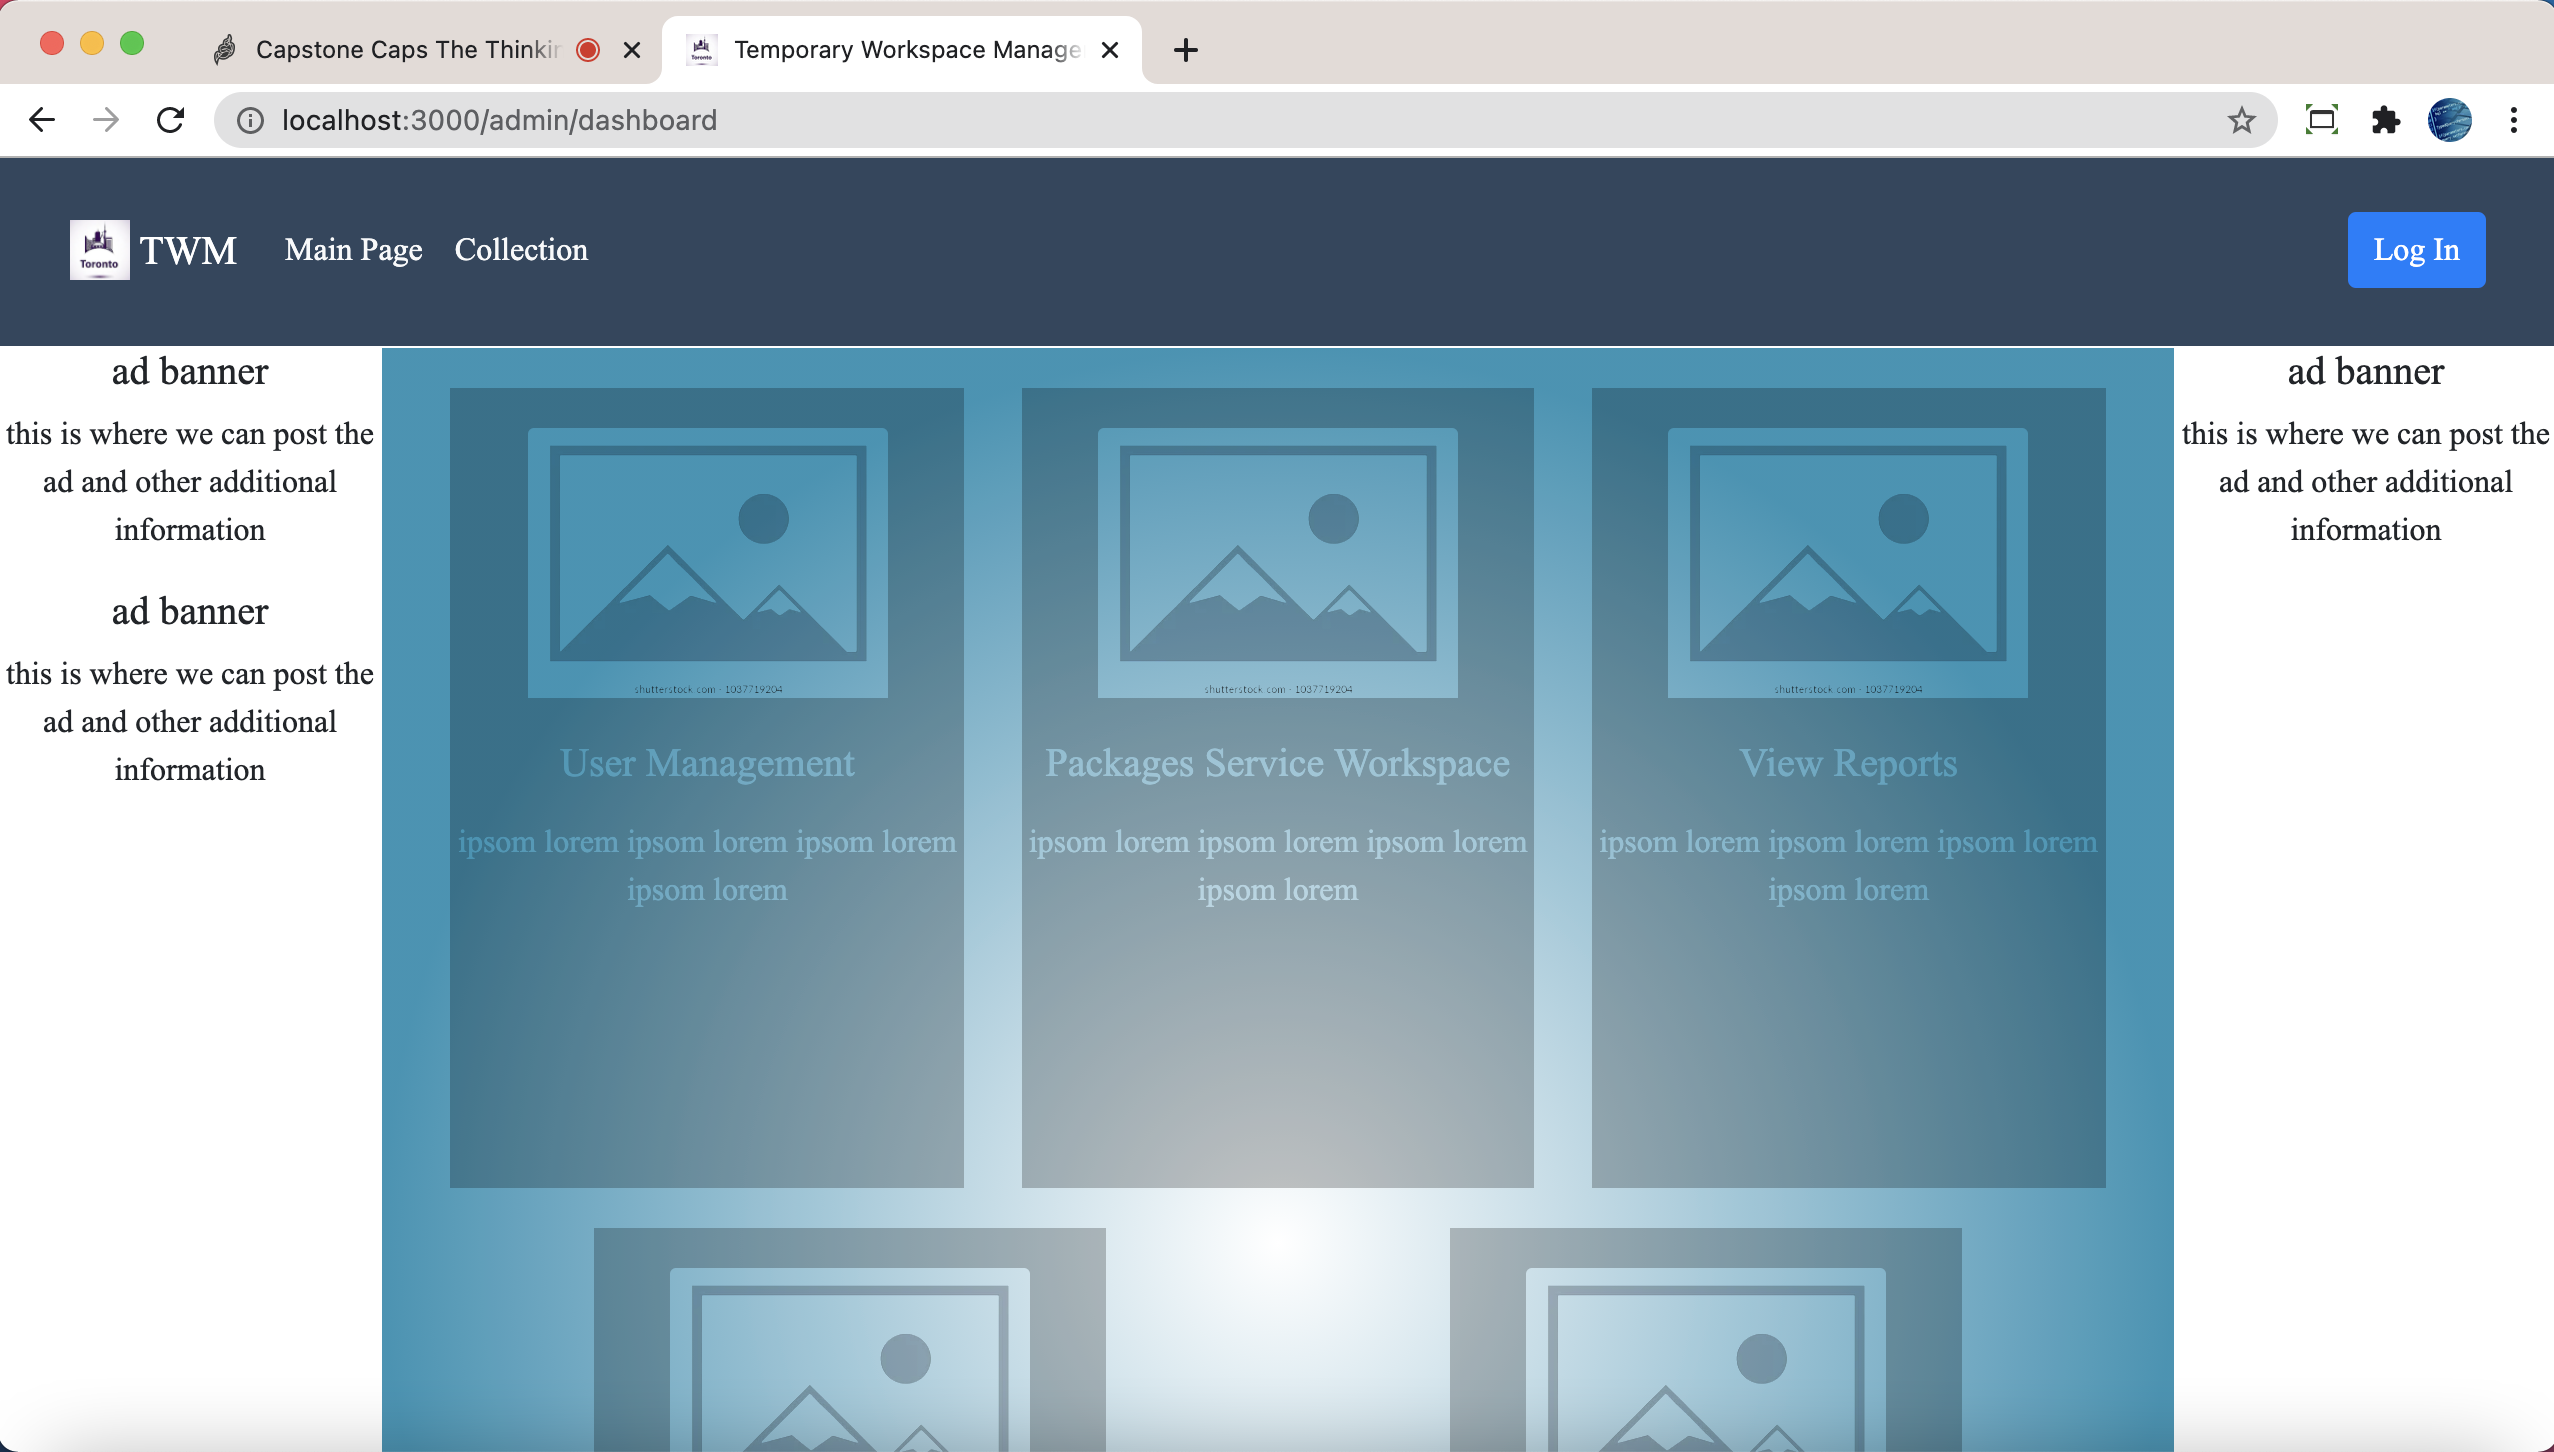 Capstone Caps The Thinkin
Temporary Workspace Manage
localhost:3000/admin/dashboard
Toronto
TWM
Main Page
Collection
Log In
ad banner
this is where we can post the
ad and other additional
information
ad banner
this is where we can post the
ad and other additional
information
shutterstock.com · 1037719204
User Management
ipsom lorem ipsom lorem ipsom lorem
ipsom lorem
shutterstock.com · 1037719204
Packages Service Workspace
ipsom lorem ipsom lorem ipsom lorem
ipsom lorem
shutterstock.com · 1037719204
View Reports
ipsom lorem ipsom lorem ipsom lorem
ipsom lorem
ad banner
this is where we can post the
ad and other additional
information